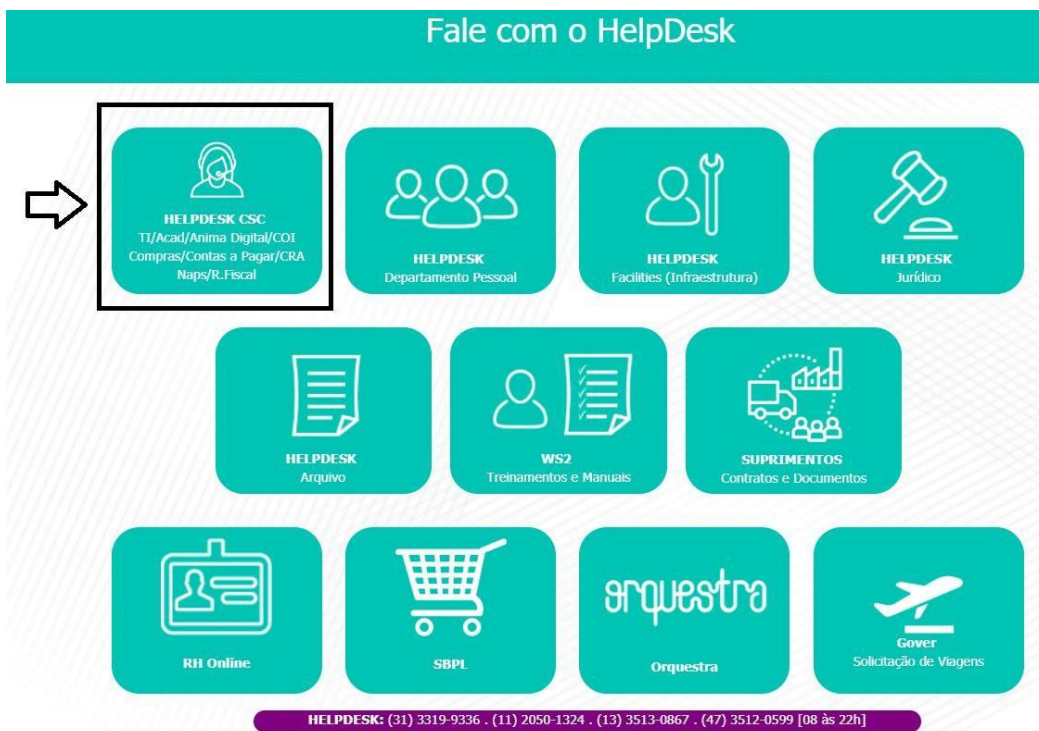 Fale com o HelpDesk
HELPDESK CSC
TI/Acad/Anima Digital/COI
Compras/Contas a Pagar/CRA
Naps/R.Fiscal
HELPDESK
Departamento Pessoal
HELPDESK
Facilities (Infraestrutura)
HELPDESK
Jurídico
HELPDESK
Arquivo
WS2
Treinamentos e Manuais
SUPRIMENTOS
Contratos e Documentos
RH Online
SBPL
orquestra
Orquestra
Gover
Solicitação de Viagens
HELPDESK: (31) 3319-9336 . (11) 2050-1324 . (13) 3513-0867 . (47) 3512-0599 [08 às 22h]